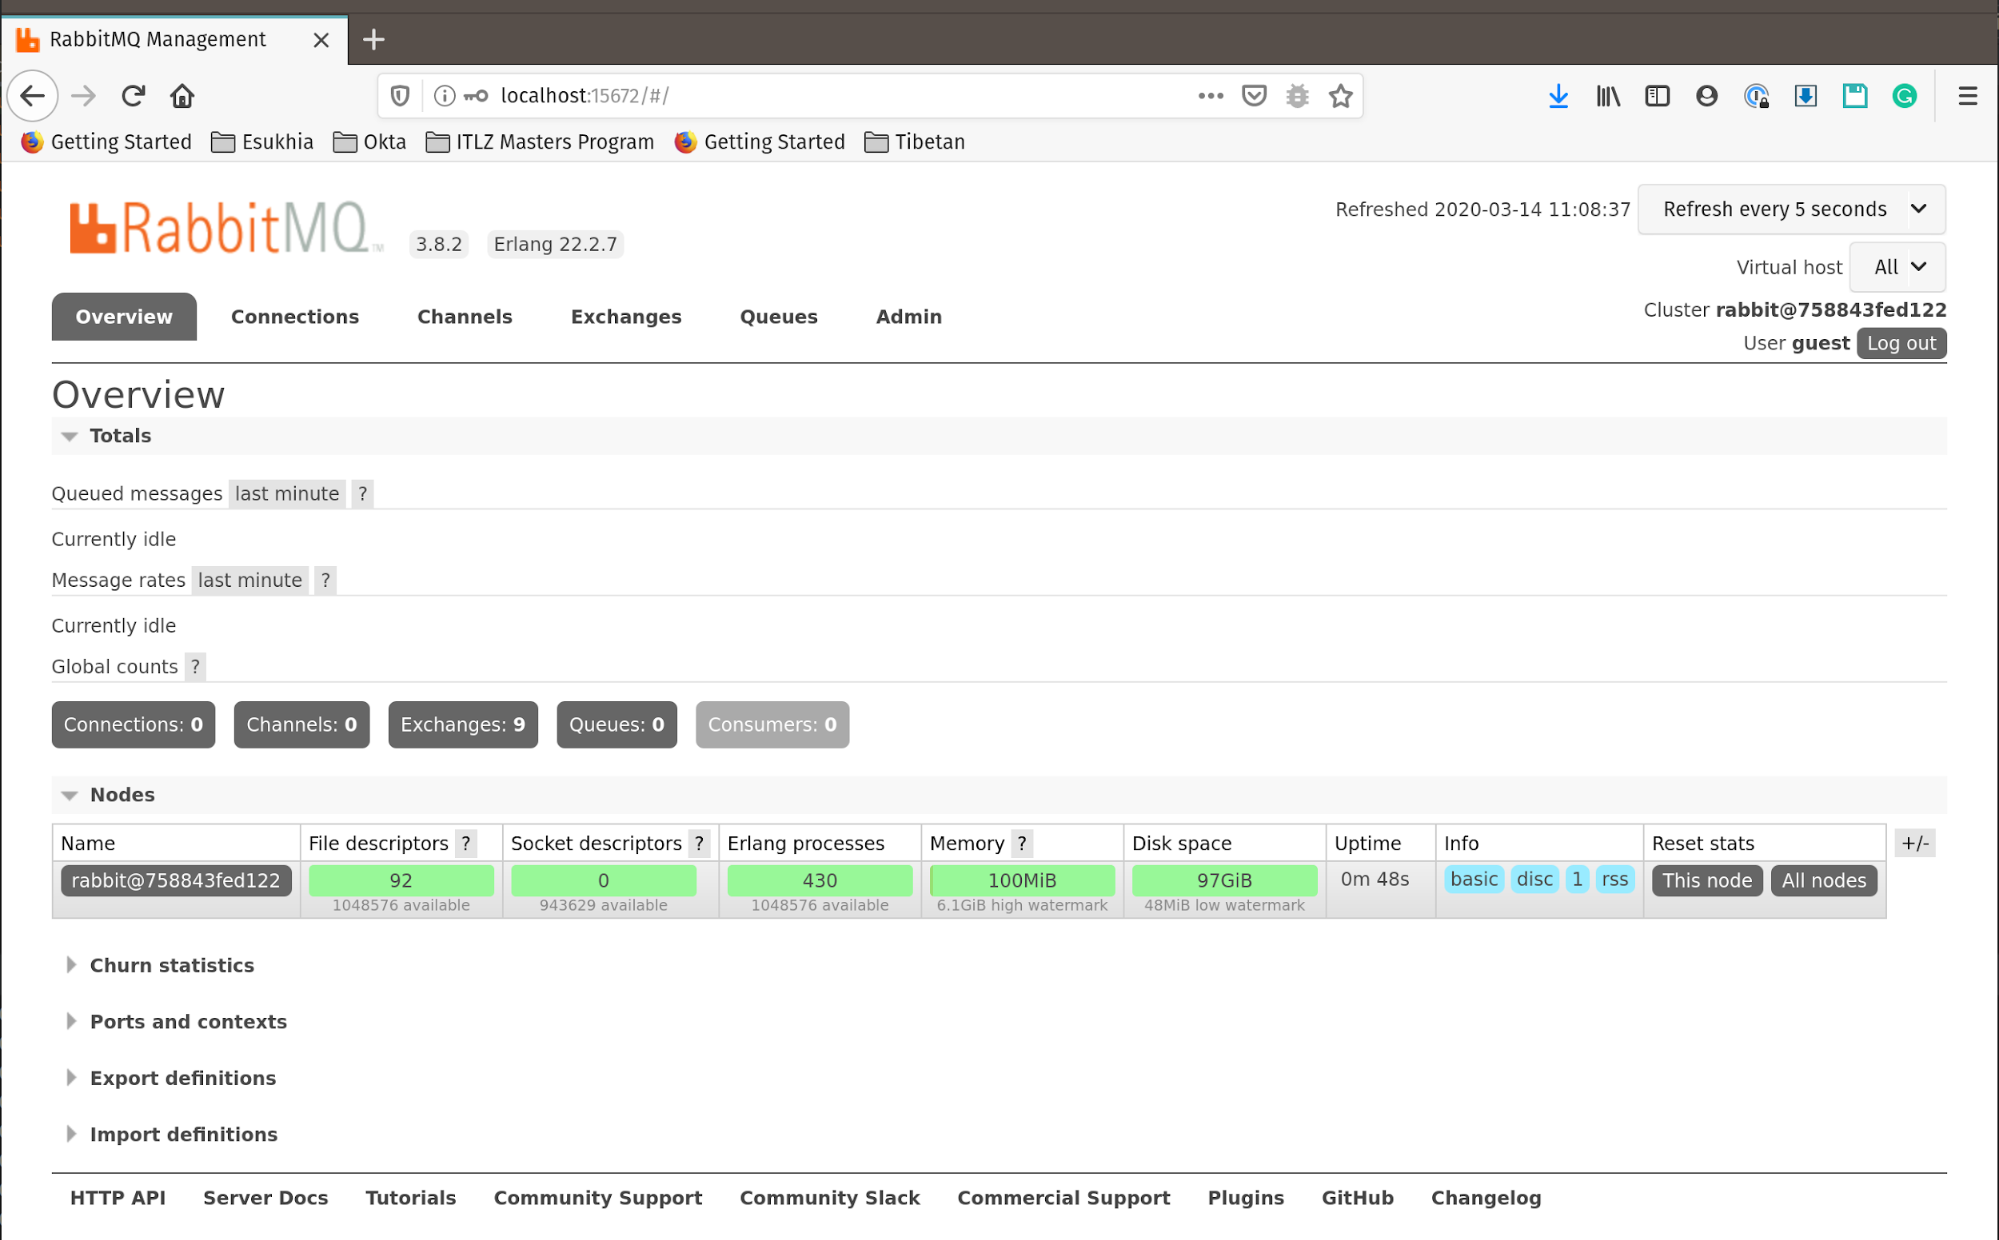 RabbitMQ Management
localhost:15672/#/
Getting Started Esukhia Okta ITLZ Masters Program Getting Started Tibetan
RabbitMQ TM 3.8.2 Erlang 22.2.7
Refreshed 2020-03-14 11:08:37 Refresh every 5 seconds
Virtual host All
Cluster rabbit@758843fed122
User guest Log out
Overview Connections Channels Exchanges Queues Admin
Overview
Totals
Queued messages last minute ?
Currently idle
Message rates last minute ?
Currently idle
Global counts ?
Connections: 0 Channels: 0 Exchanges: 9 Queues: 0 Consumers: 0
Nodes
Name File descriptors ? Socket descriptors ? Erlang processes Memory ? Disk space Uptime Info Reset stats +/-
rabbit@758843fed122 92 0 430 100MiB 97GiB 0m 48s basic disc 1 rss This node All nodes
1048576 available 943629 available 1048576 available 6.1GiB high watermark 48MiB low watermark
Churn statistics
Ports and contexts
Export definitions
Import definitions
HTTP API Server Docs Tutorials Community Support Community Slack Commercial Support Plugins GitHub Changelog